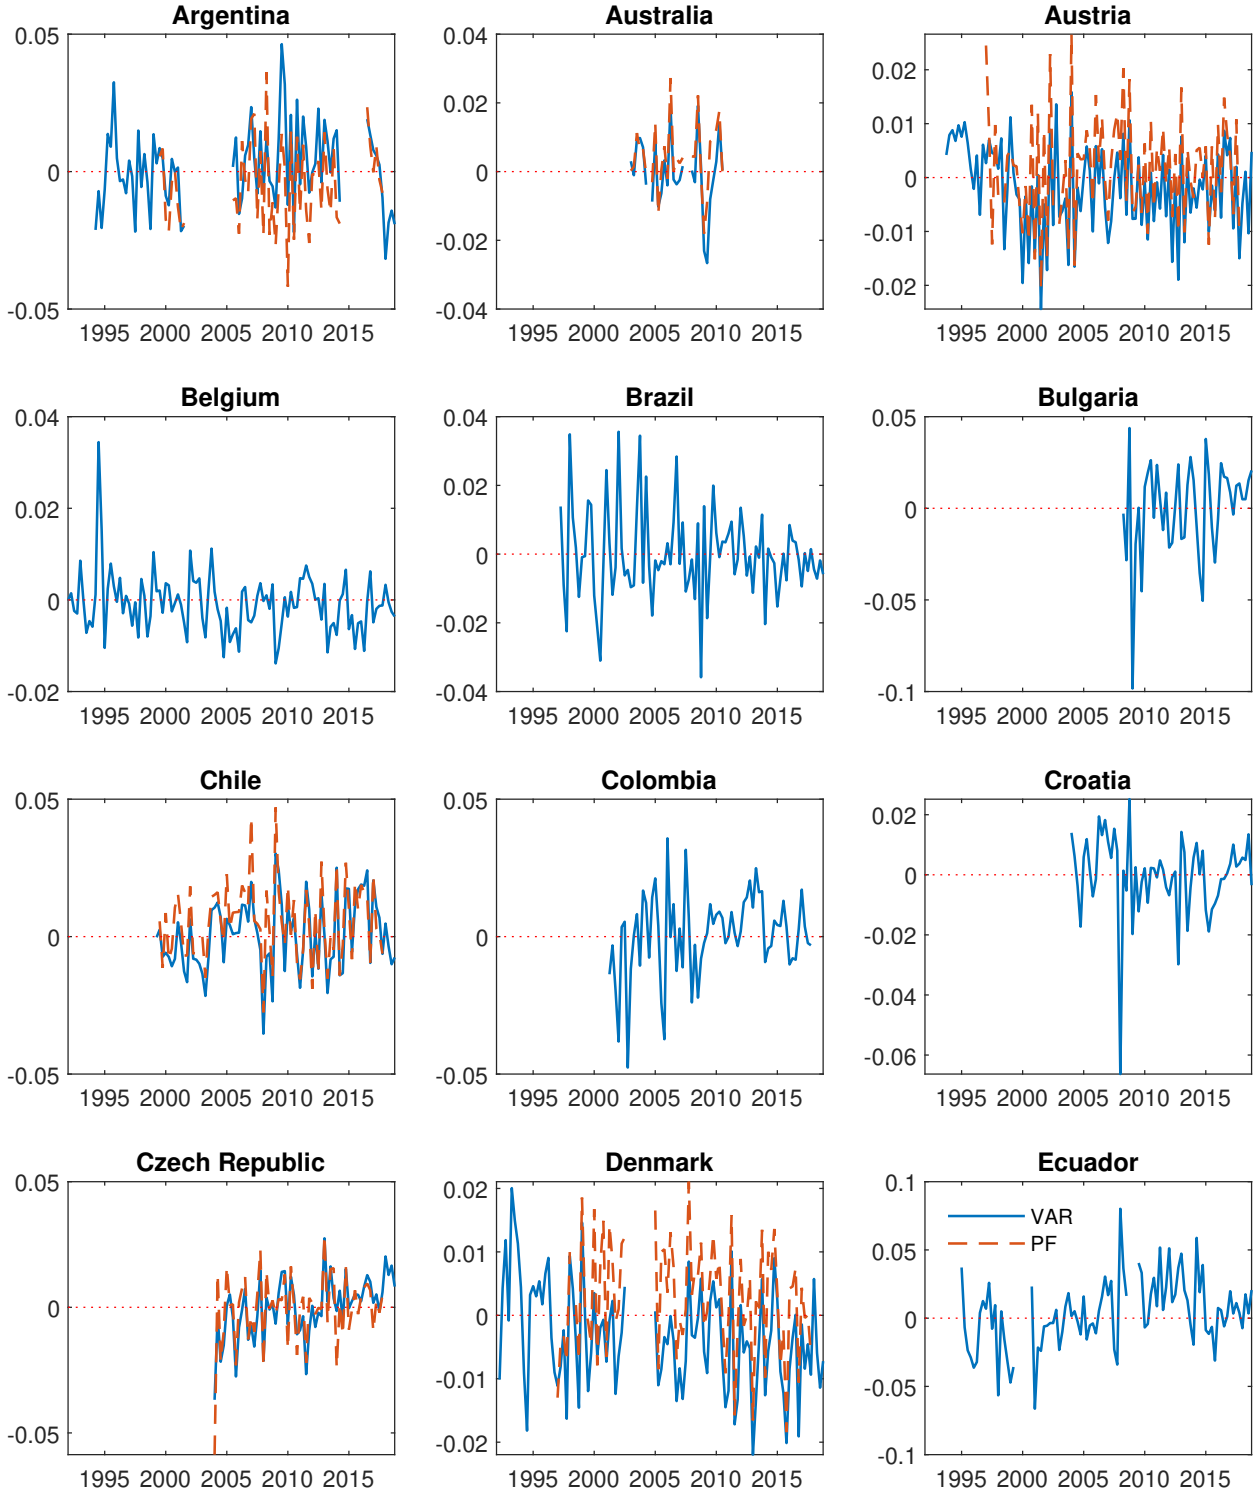 Argentina Australia Austria
0.05 0.04 0.02
0.02 0.01
0 0 0
-0.02 -0.01
-0.05 -0.04 -0.02
1995 2000 2005 2010 2015 1995 2000 2005 2010 2015 1995 2000 2005 2010 2015
Belgium Brazil Bulgaria
0.04 0.04 0.05
0.02 0.02 0
0 0 -0.05
-0.02
-0.02 -0.04 -0.1
1995 2000 2005 2010 2015 1995 2000 2005 2010 2015 1995 2000 2005 2010 2015
Chile Colombia Croatia
0.05 0.05 0.02
0 0 0
-0.02
-0.04
-0.05 -0.05 -0.06
1995 2000 2005 2010 2015 1995 2000 2005 2010 2015 1995 2000 2005 2010 2015
Czech Republic Denmark Ecuador
0.05 0.02 0.1
VAR
PF
0.01 0.05
0 0 0
-0.01 -0.05
-0.05 -0.02 -0.1
1995 2000 2005 2010 2015 1995 2000 2005 2010 2015 1995 2000 2005 2010 2015